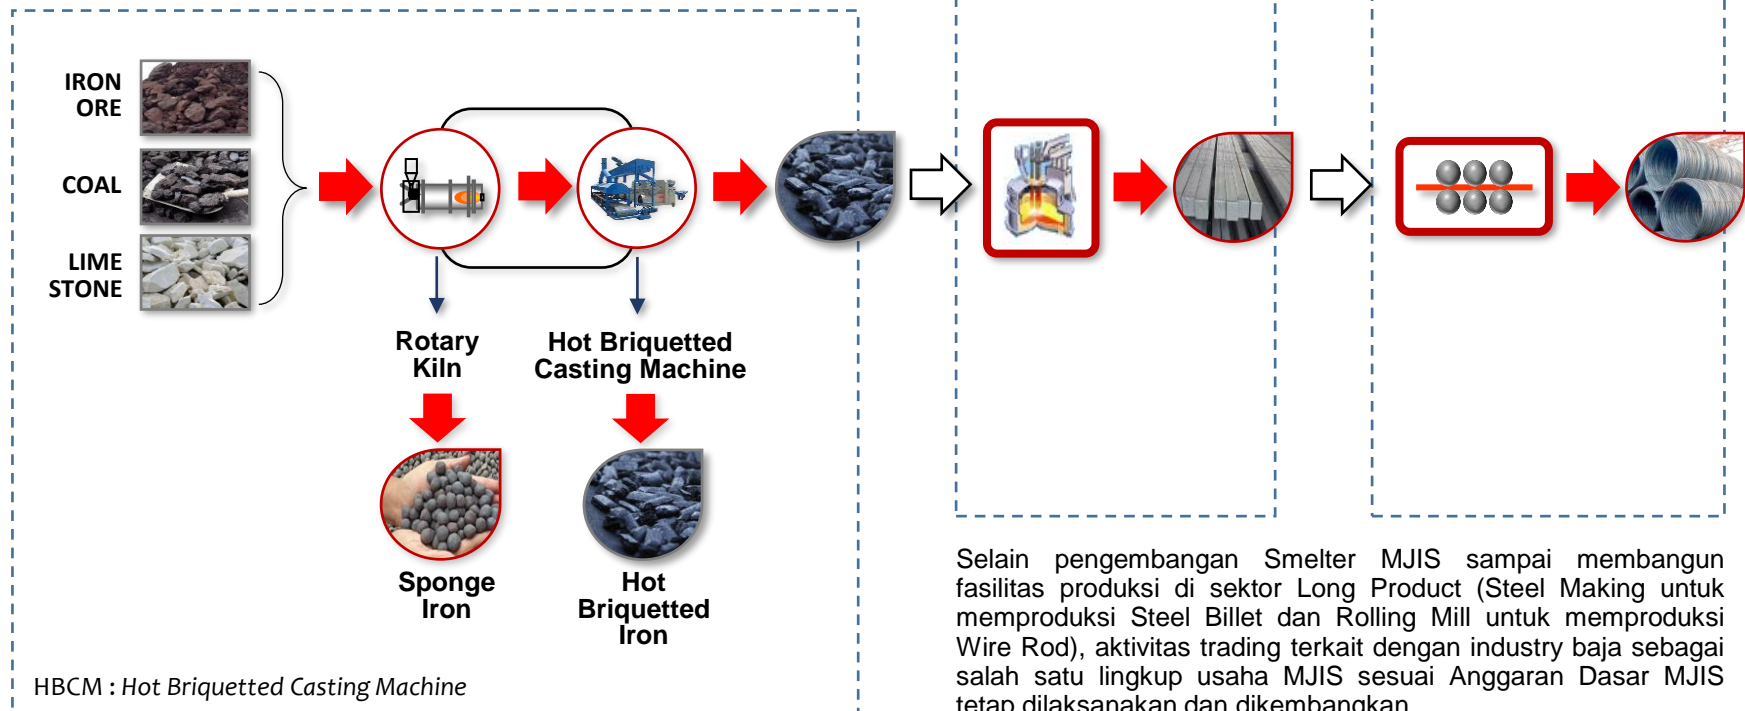 IRON
ORE
COAL
LIME
STONE
Rotary
Kiln
Hot Briquetted
Casting Machine
Sponge
Iron
Hot
Briquetted
Iron
HBCM : Hot Briquetted Casting Machine
Selain pengembangan Smelter MJIS sampai membangun
fasilitas produksi di sektor Long Product (Steel Making untuk
memproduksi Steel Billet dan Rolling Mill untuk memproduksi
Wire Rod), aktivitas trading terkait dengan industry baja sebagai
salah satu lingkup usaha MJIS sesuai Anggaran Dasar MJIS
tetap dilaksanakan dan dikembangkan